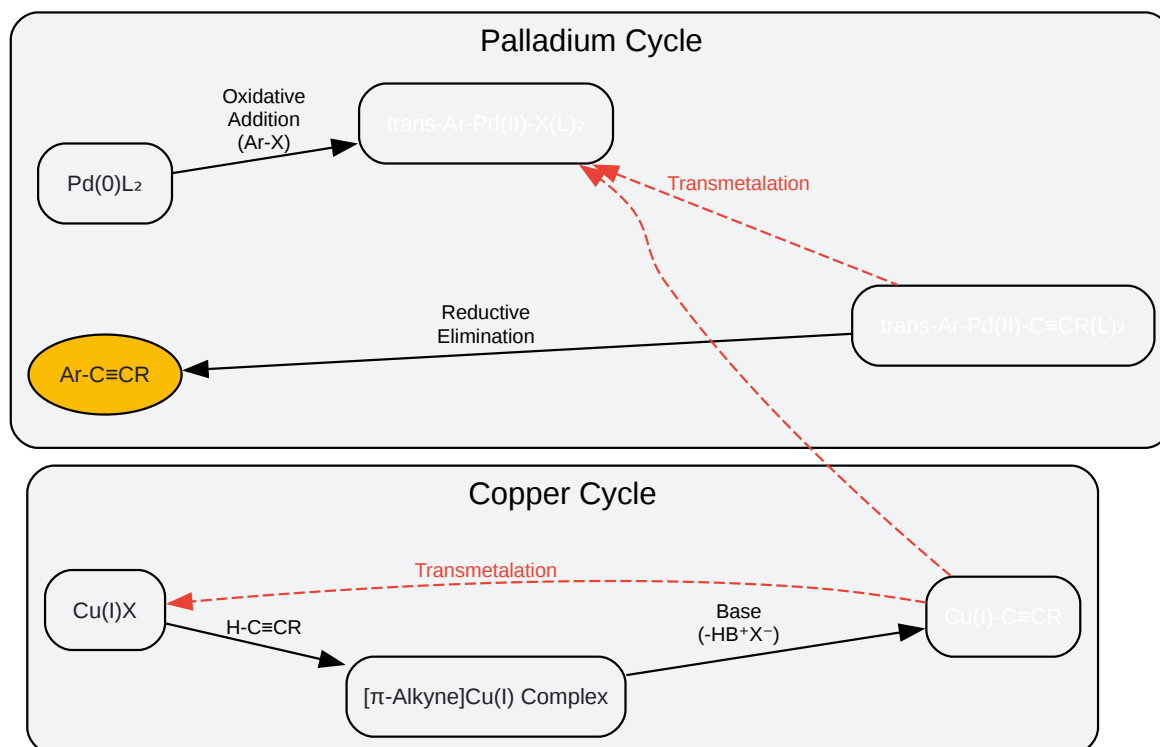 Palladium Cycle
Oxidative
Addition
(Ar-X)
trans-Ar-Pd(II)-X(L)₂
Pd(0)L₂
Transmetalation
Reductive
Elimination
trans-Ar-Pd(II)-C≡CR(L)₂
Ar-C≡CR
Copper Cycle
Transmetalation
Cu(I)X
H-C≡CR
Base
(-HB⁺X⁻)
Cu(I)-C≡CR
[π-Alkyne]Cu(I) Complex